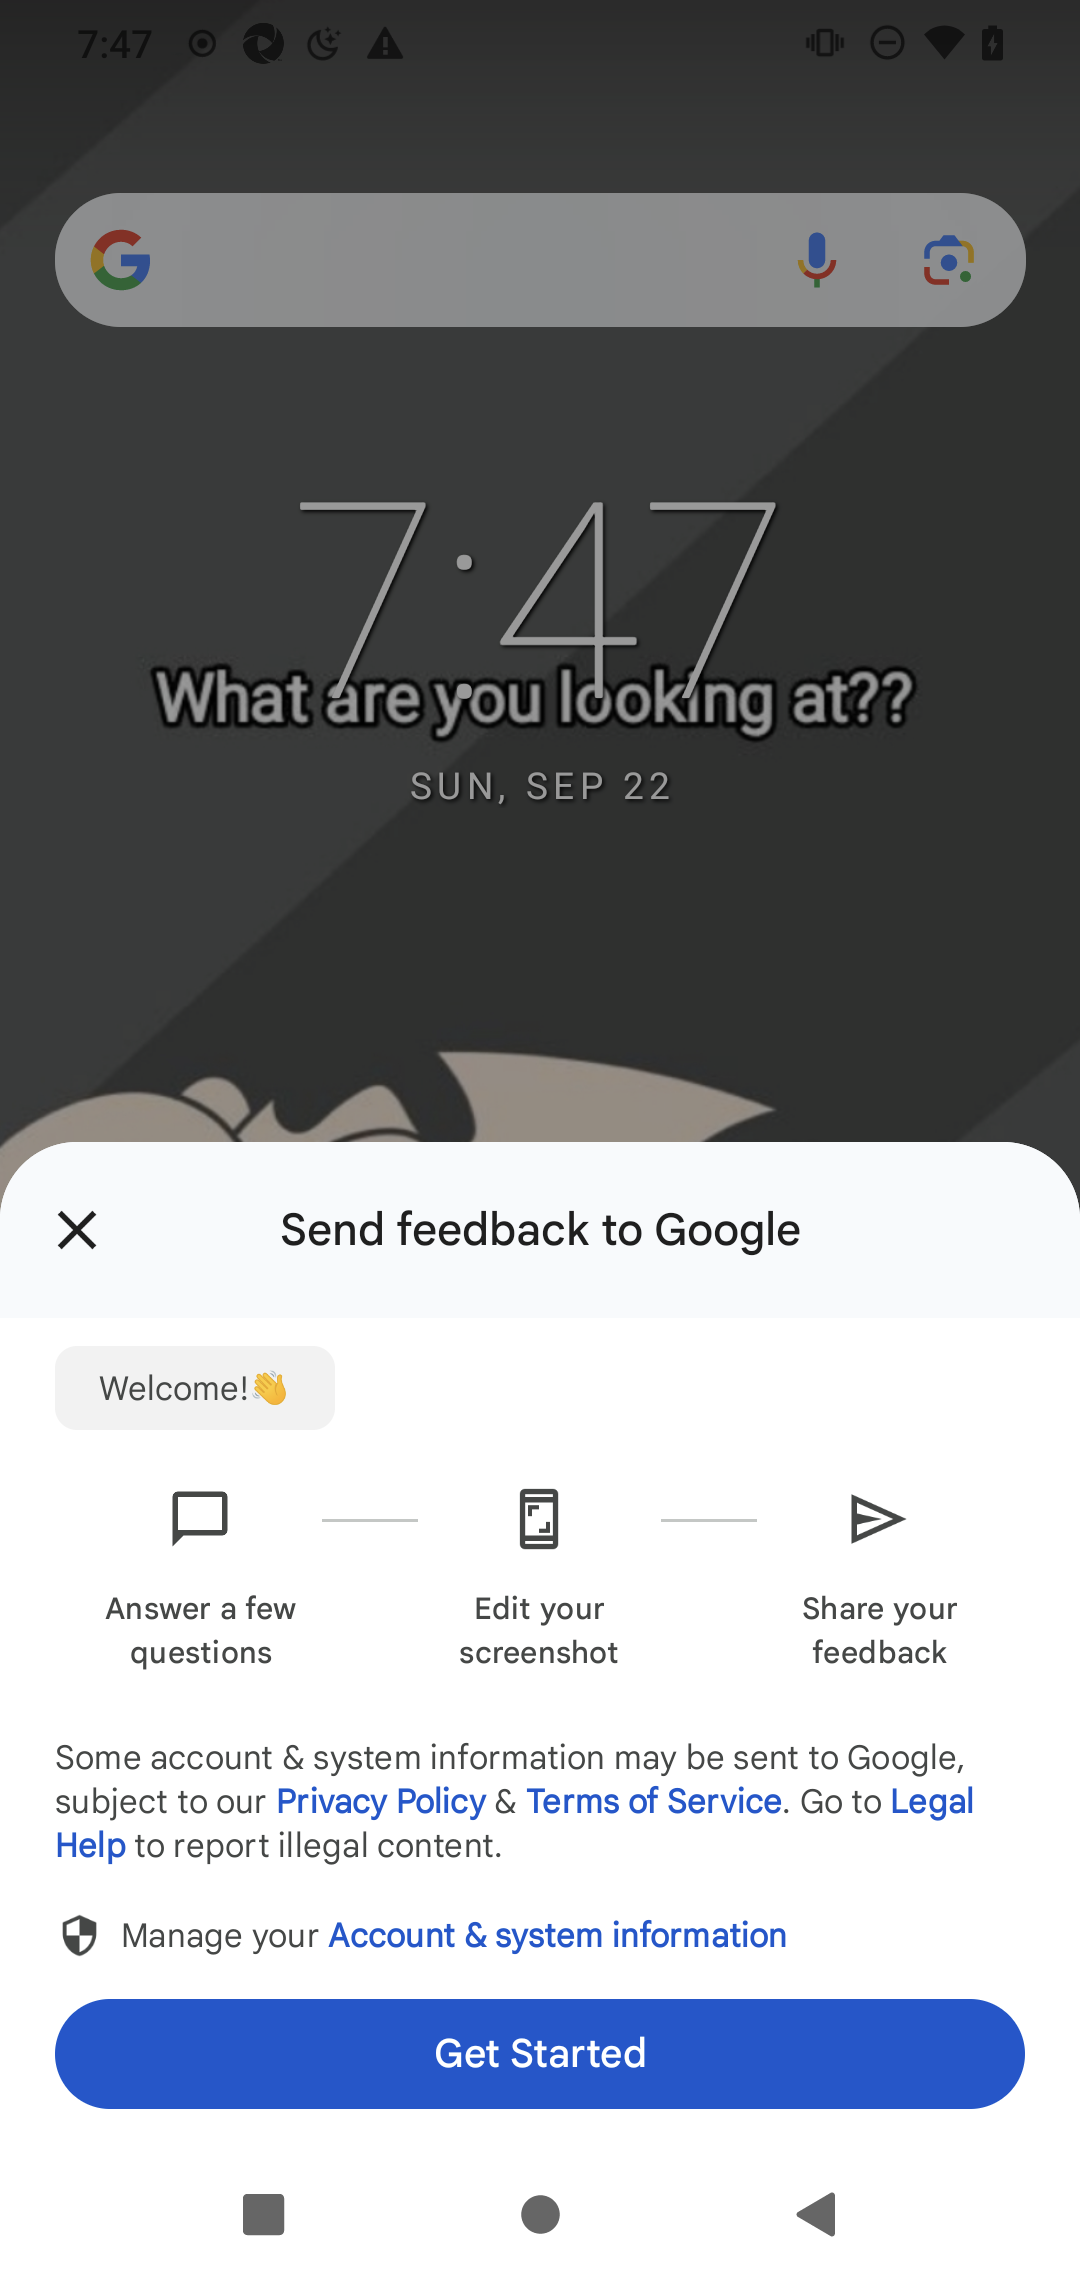 7:47
7:47
What are you looking at??
SUN, SEP 22
Send feedback to Google
Welcome!👋
Answer a few
questions
Edit your
screenshot
Share your
feedback
Some account & system information may be sent to Google,
subject to our Privacy Policy & Terms of Service. Go to Legal
Help to report illegal content.
Manage your Account & system information
Get Started